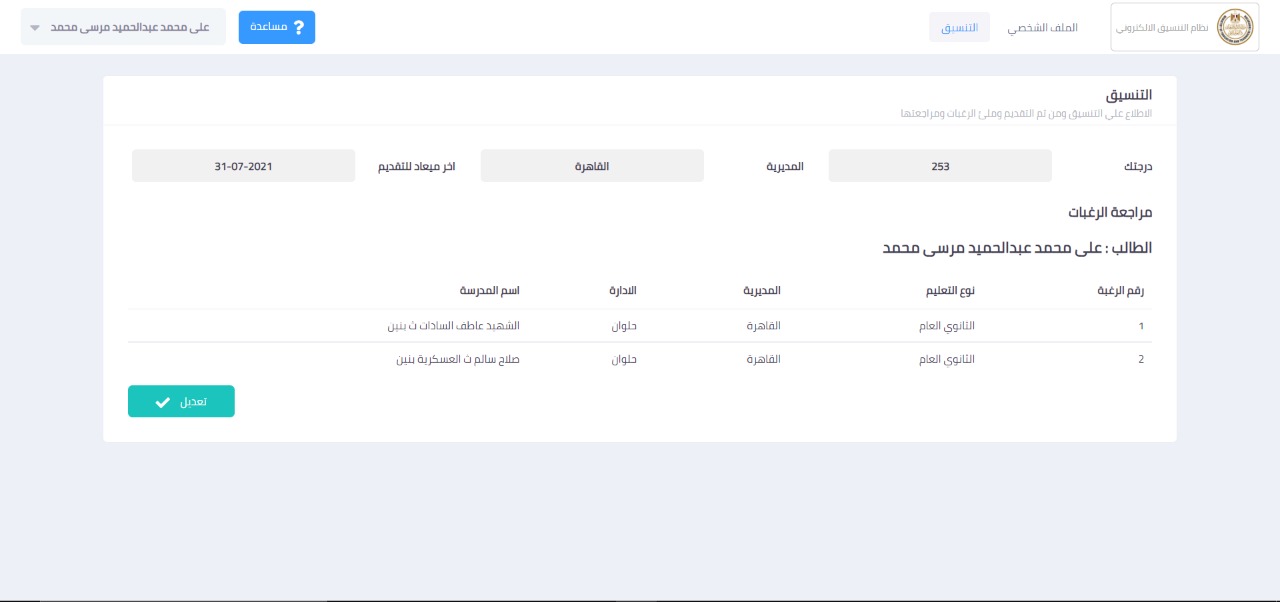 نظام التنسيق الالكتروني
الملف الشخصي
التنسيق
? مساعدة
على محمد عبدالحميد مرسى محمد
التنسيق
الاطلاع علي التنسيق ومن ثم التقديم وملئ الرغبات ومراجعتها
درجتك 253 المديرية القاهرة اخر ميعاد للتقديم 31-07-2021
مراجعة الرغبات
الطالب : على محمد عبدالحميد مرسى محمد
رقم الرغبة نوع التعليم المديرية الادارة اسم المدرسة
1 الثانوي العام القاهرة حلوان الشهيد عاطف السادات ث بنين
2 الثانوي العام القاهرة حلوان صلاح سالم ث العسكرية بنين
تعديل